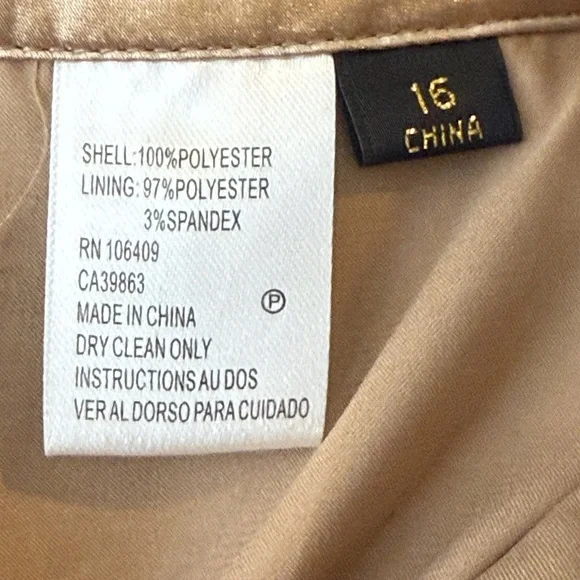 SHELL:100%POLYESTER
LINING: 97%POLYESTER
3%SPANDEX
RN 106409
CA39863
MADE IN CHINA
P
DRY CLEAN ONLY
INSTRUCTIONS AU DOS
VER AL DORSO PARA CUIDADO
16
CHINA